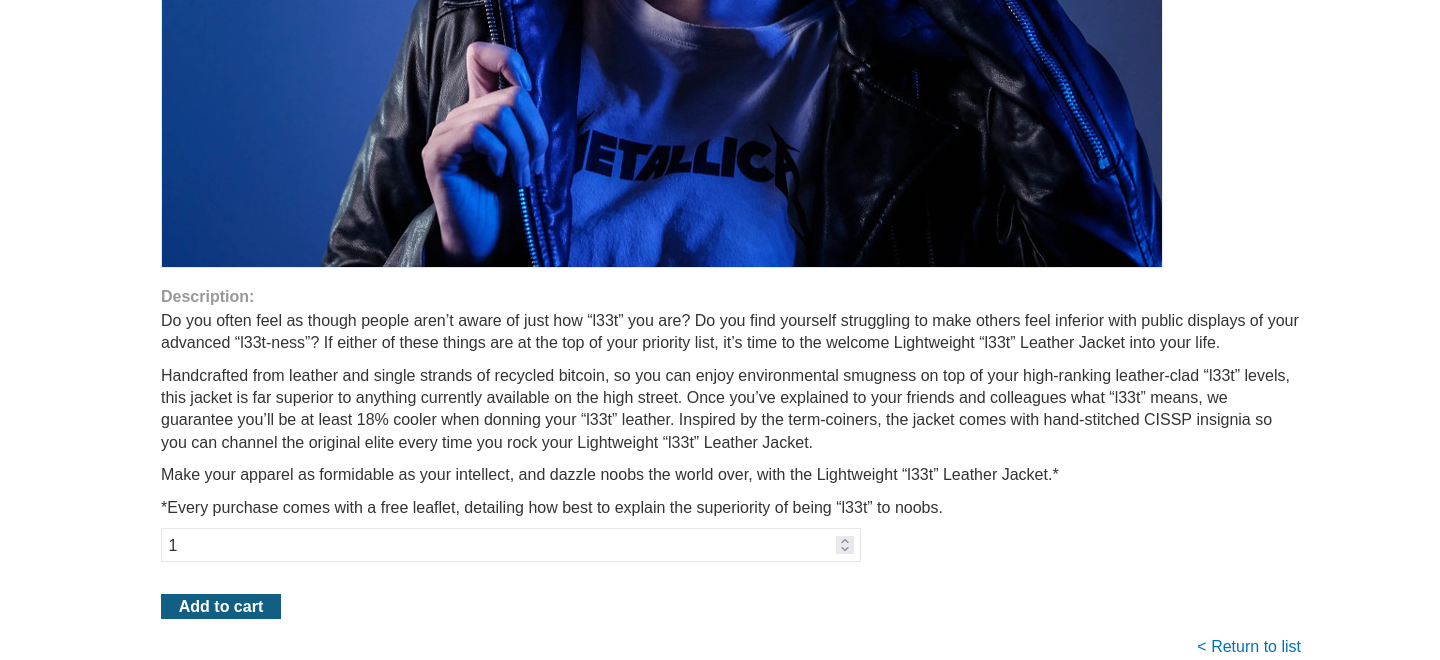 METALLICA
Description:
Do you often feel as though people aren’t aware of just how “l33t” you are? Do you find yourself struggling to make others feel inferior with public displays of your
advanced “l33t-ness”? If either of these things are at the top of your priority list, it’s time to the welcome Lightweight “l33t” Leather Jacket into your life.
Handcrafted from leather and single strands of recycled bitcoin, so you can enjoy environmental smugness on top of your high-ranking leather-clad “l33t” levels,
this jacket is far superior to anything currently available on the high street. Once you’ve explained to your friends and colleagues what “l33t” means, we
guarantee you’ll be at least 18% cooler when donning your “l33t” leather. Inspired by the term-coiners, the jacket comes with hand-stitched CISSP insignia so
you can channel the original elite every time you rock your Lightweight “l33t” Leather Jacket.
Make your apparel as formidable as your intellect, and dazzle noobs the world over, with the Lightweight “l33t” Leather Jacket.*
*Every purchase comes with a free leaflet, detailing how best to explain the superiority of being “l33t” to noobs.
1
Add to cart
< Return to list